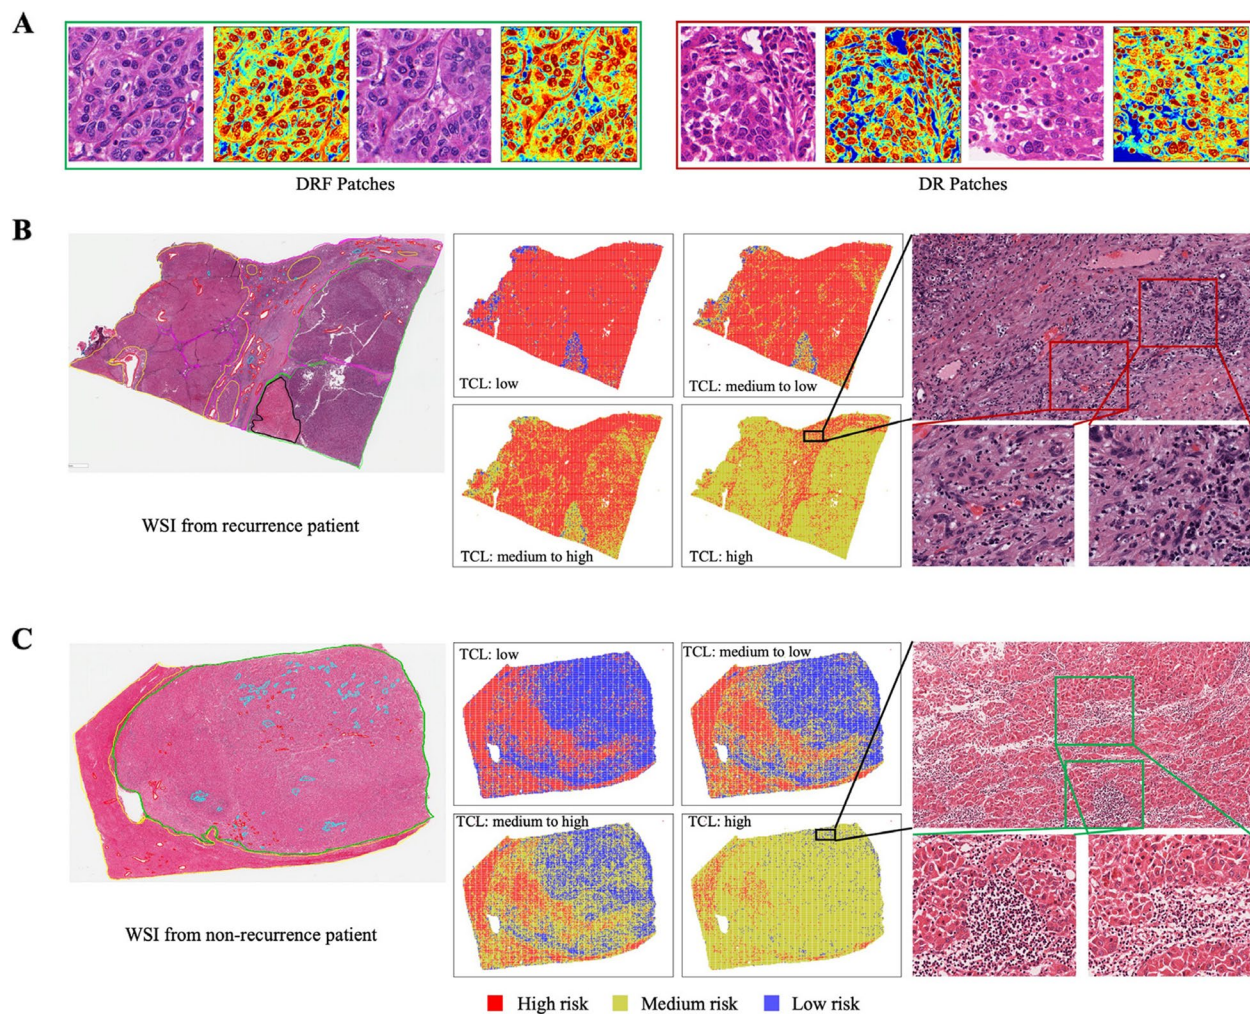 A
DRF Patches
DR Patches
B
TCL: low
TCL: medium to low
TCL: medium to high
TCL: high
WSI from recurrence patient
C
TCL: low
TCL: medium to low
TCL: medium to high
TCL: high
WSI from non-recurrence patient
High risk
Medium risk
Low risk